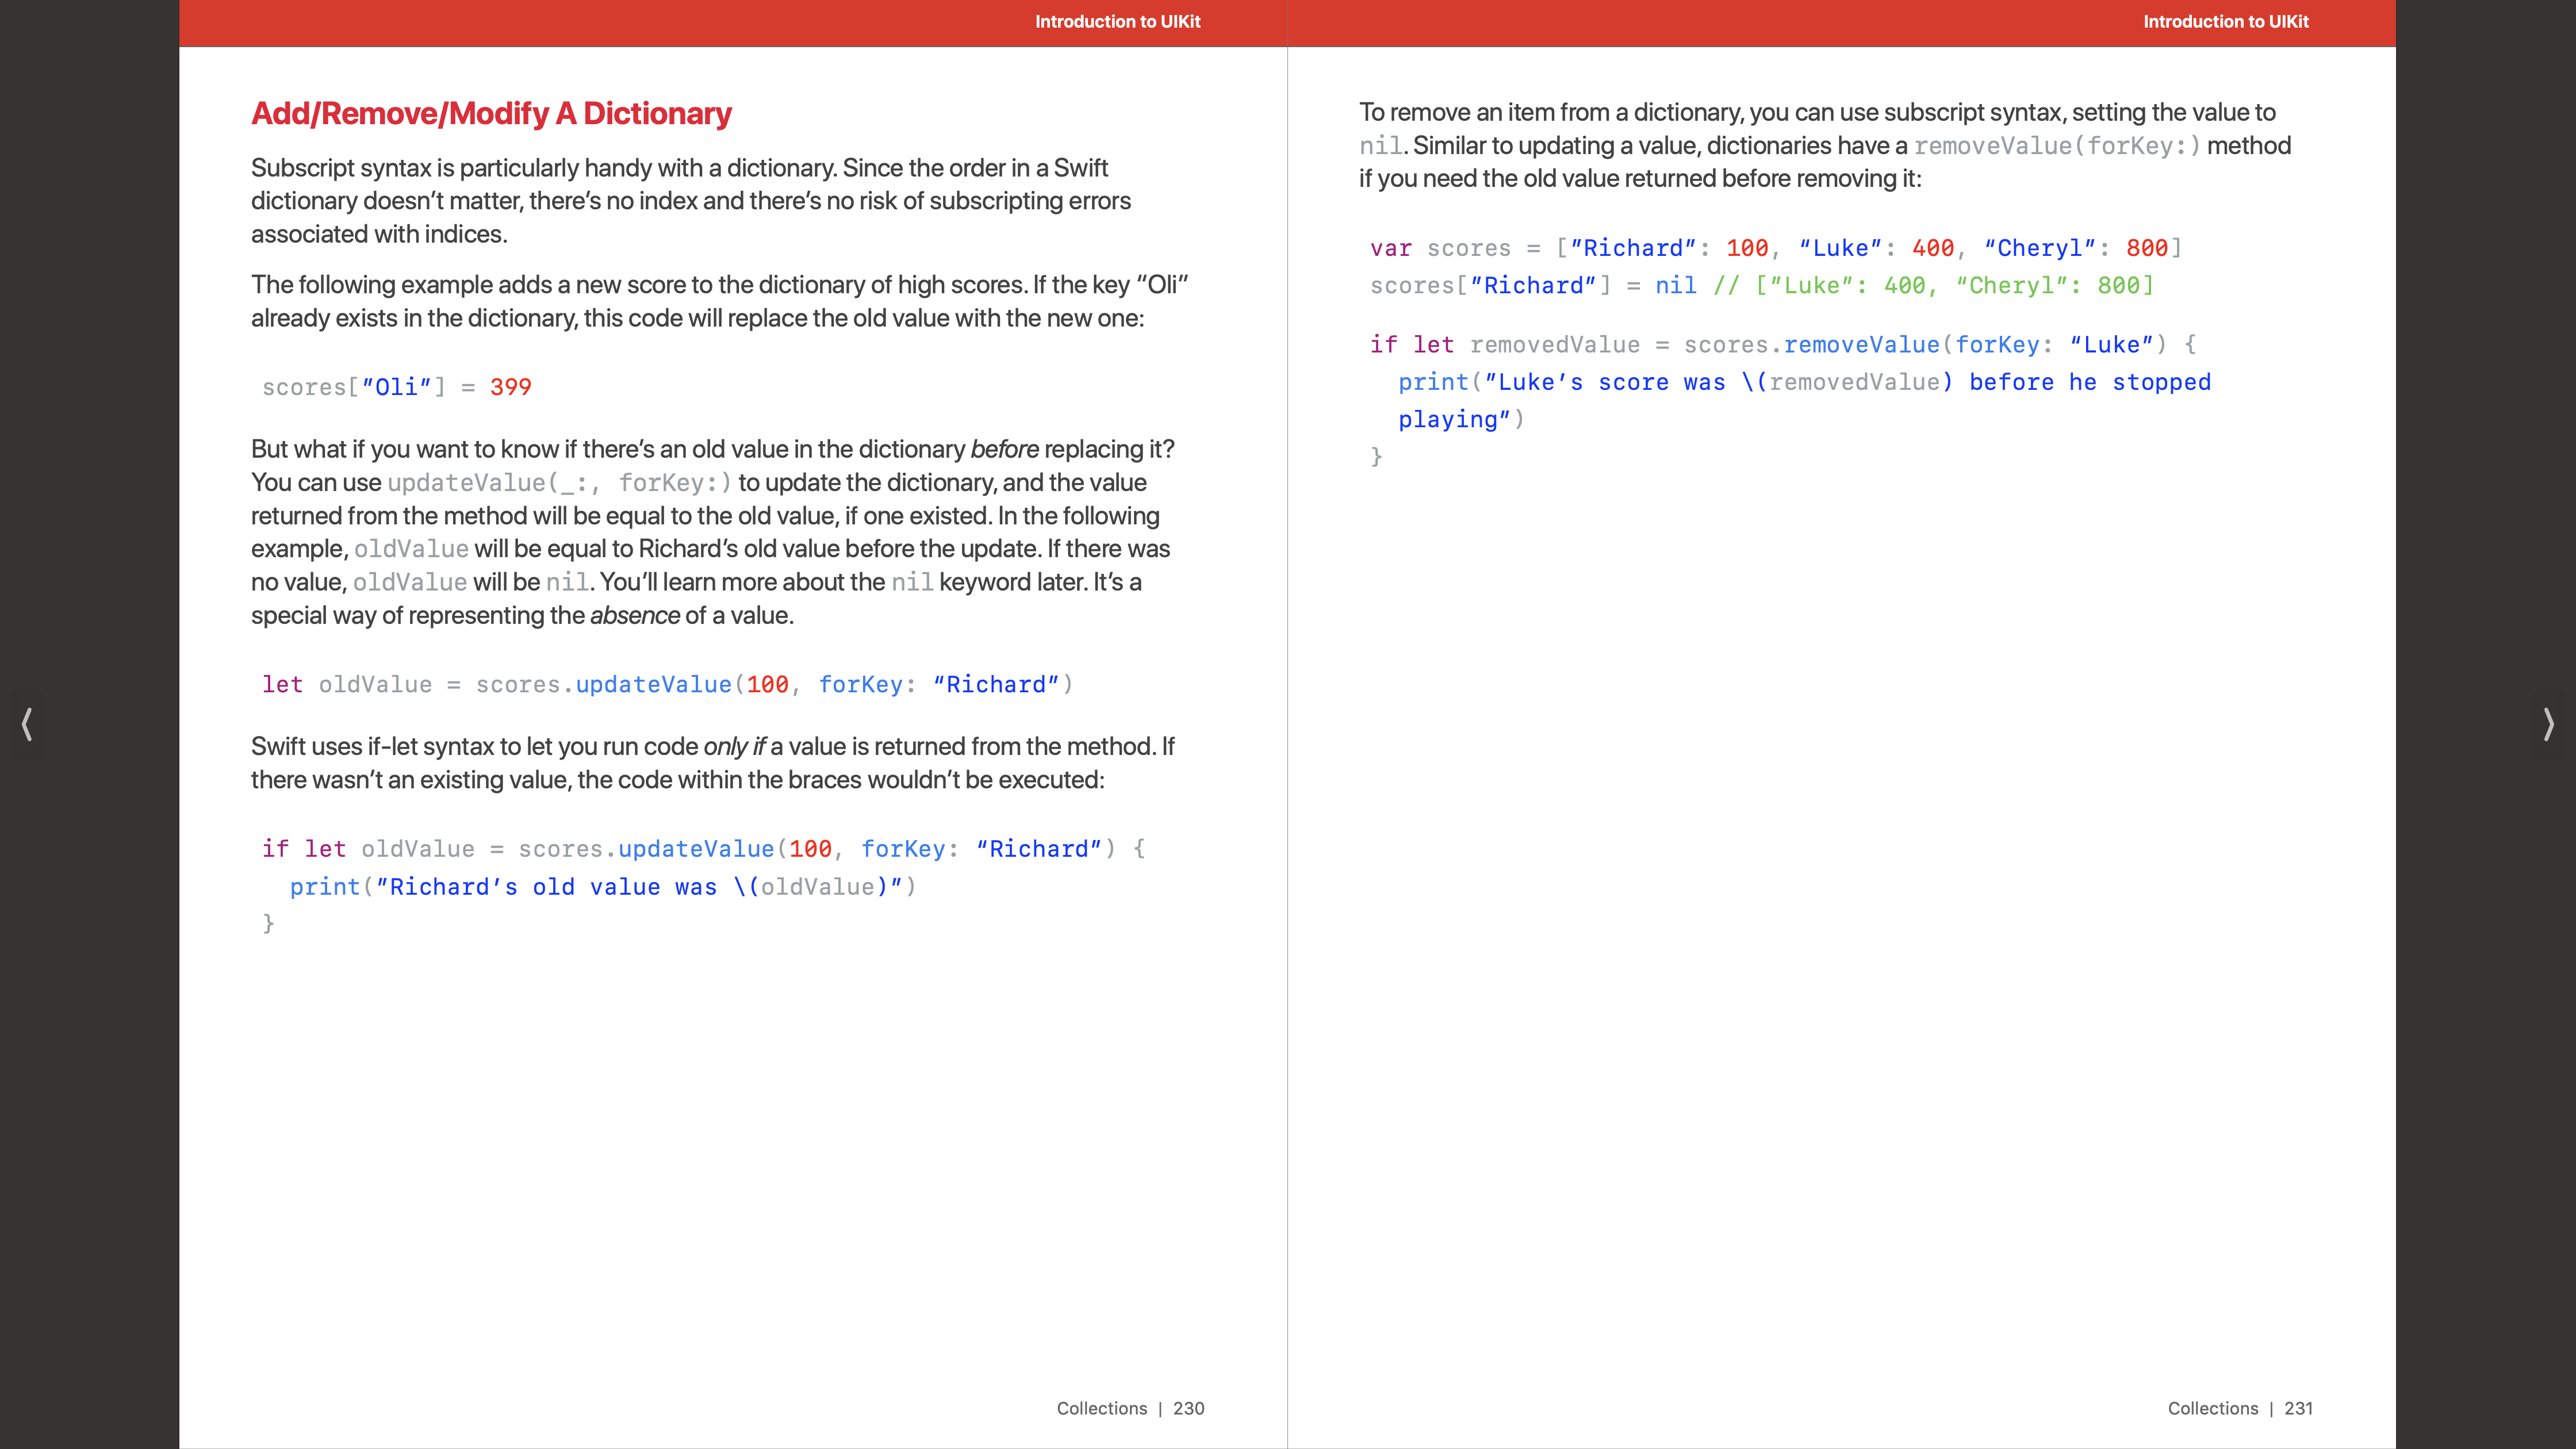 Introduction to UIKit
Add/Remove/Modify A Dictionary
Subscript syntax is particularly handy with a dictionary. Since the order in a Swift
dictionary doesn’t matter, there’s no index and there’s no risk of subscripting errors
associated with indices.
The following example adds a new score to the dictionary of high scores. If the key “Oli”
already exists in the dictionary, this code will replace the old value with the new one:
scores[”Oli”] = 399
But what if you want to know if there’s an old value in the dictionary before replacing it?
You can use updateValue(_:, forKey:) to update the dictionary, and the value
returned from the method will be equal to the old value, if one existed. In the following
example, oldValue will be equal to Richard’s old value before the update. If there was
no value, oldValue will be nil. You’ll learn more about the nil keyword later. It’s a
special way of representing the absence of a value.
let oldValue = scores.updateValue(100, forKey: “Richard”)
Swift uses if-let syntax to let you run code only if a value is returned from the method. If
there wasn’t an existing value, the code within the braces wouldn’t be executed:
if let oldValue = scores.updateValue(100, forKey: “Richard”) {
print(”Richard’s old value was \(oldValue)”)
}
Collections | 230
Introduction to UIKit
To remove an item from a dictionary, you can use subscript syntax, setting the value to
nil. Similar to updating a value, dictionaries have a removeValue(forKey:) method
if you need the old value returned before removing it:
var scores = [”Richard”: 100, “Luke”: 400, “Cheryl”: 800]
scores[”Richard”] = nil // [”Luke”: 400, “Cheryl”: 800]
if let removedValue = scores.removeValue(forKey: “Luke”) {
print(”Luke’s score was \(removedValue) before he stopped
playing”)
}
Collections | 231